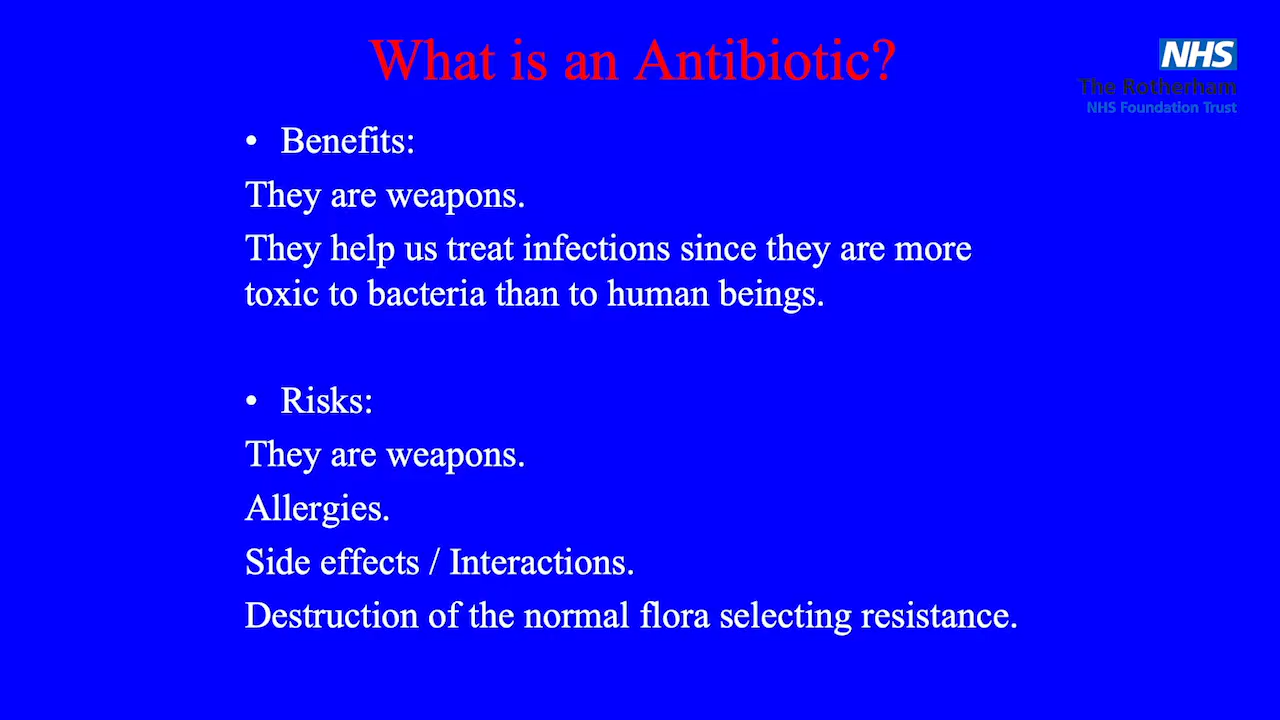 What is an Antibiotic?
NHS
The Rotherham
NHS Foundation Trust
• Benefits:
They are weapons.
They help us treat infections since they are more
toxic to bacteria than to human beings.
• Risks:
They are weapons.
Allergies.
Side effects / Interactions.
Destruction of the normal flora selecting resistance.